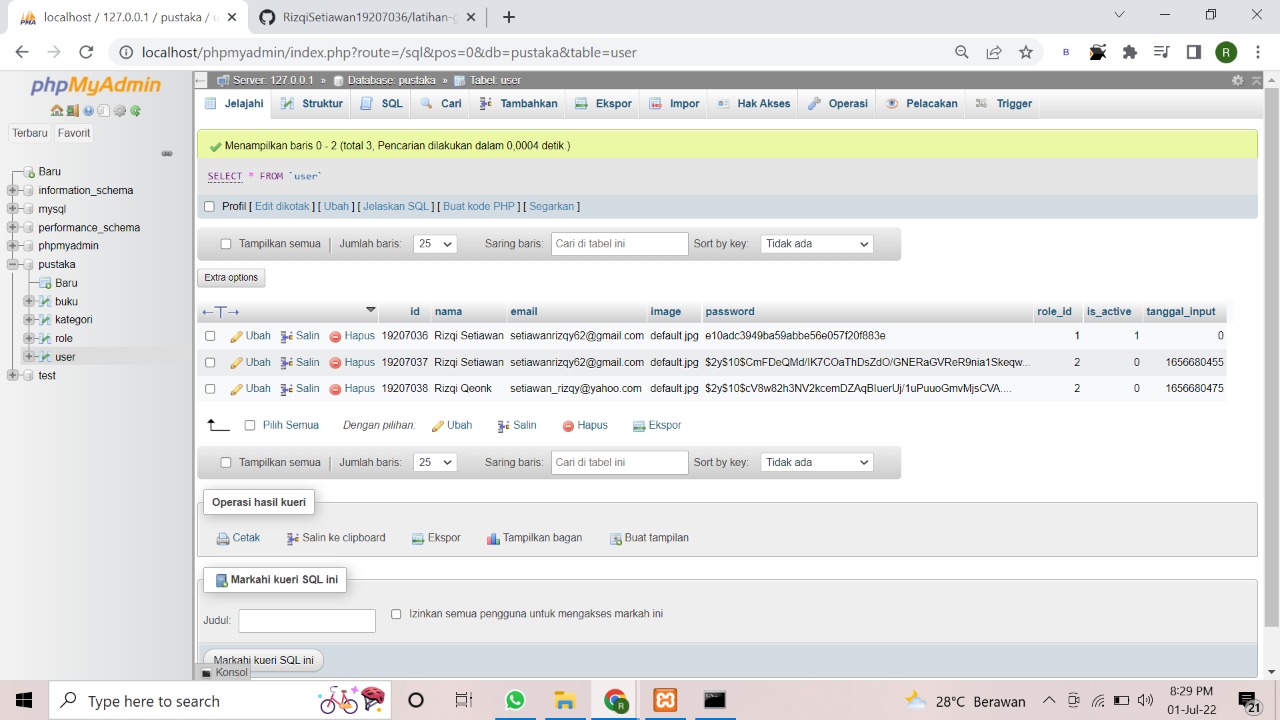 localhost / 127.0.0.1 / pustaka / u
RizqiSetiawan19207036/latihan-g
localhost/phpmyadmin/index.php?route=/sql&pos=0&db=pustaka&table=user
B
R
phpMyAdmin
Terbaru Favorit
Baru
information_schema
mysql
performance_schema
phpmyadmin
pustaka
Baru
buku
kategori
role
user
test
Server: 127.0.0.1 » Database: pustaka » Tabel: user
Jelajahi Struktur SQL Cari Tambahkan Ekspor Impor Hak Akses Operasi Pelacakan Trigger
Menampilkan baris 0 - 2 (total 3, Pencarian dilakukan dalam 0,0004 detik.)
SELECT * FROM `user`
Profil [ Edit dikotak ] [ Ubah ] [ Jelaskan SQL ] [ Buat kode PHP ] [ Segarkan ]
Tampilkan semua | Jumlah baris: 25 Saring baris: Cari di tabel ini Sort by key: Tidak ada
Extra options
←T→ id nama email image password role_id is_active tanggal_input
Ubah Salin Hapus 19207036 Rizqi Setiawan setiawanrizqy62@gmail.com default.jpg e10adc3949ba59abbe56e057f20f883e 1 1 0
Ubah Salin Hapus 19207037 Rizqi Setiawan setiawanrizqy62@gmail.com default.jpg $2y$10$CmFDeQMd/IK7COaThDsZdO/GNERaGVReR9nia1Skeqw... 2 0 1656680455
Ubah Salin Hapus 19207038 Rizqi Qeonk setiawan_rizqy@yahoo.com default.jpg $2y$10$cV8w82h3NV2kcemDZAqBluerUj/1uPuuoGmvMjsCVA.... 2 0 1656680475
Pilih Semua Dengan pilihan: Ubah Salin Hapus Ekspor
Tampilkan semua | Jumlah baris: 25 Saring baris: Cari di tabel ini Sort by key: Tidak ada
Operasi hasil kueri
Cetak Salin ke clipboard Ekspor Tampilkan bagan Buat tampilan
Markahi kueri SQL ini
Judul: Izinkan semua pengguna untuk mengakses markah ini
Markahi kueri SQL ini
Konsol
Type here to search
28°C Berawan
8:29 PM
01-Jul-22
21